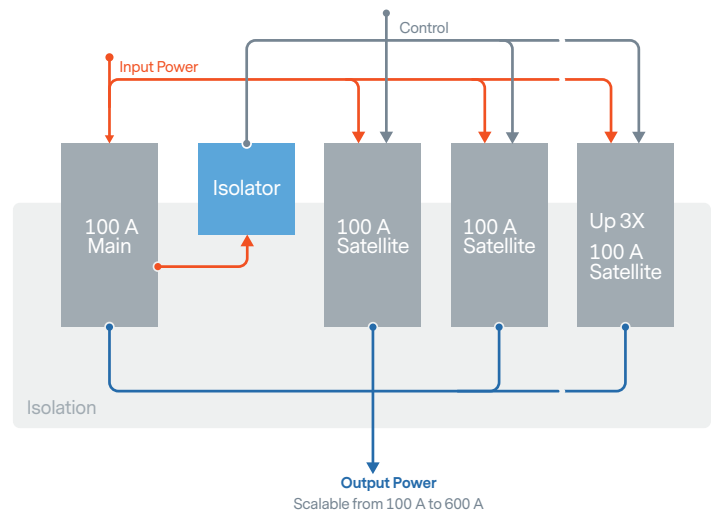 Control
Input Power
100 A
Main
Isolator
100 A
Satellite
100 A
Satellite
Up 3X
100 A
Satellite
Isolation
Output Power
Scalable from 100 A to 600 A